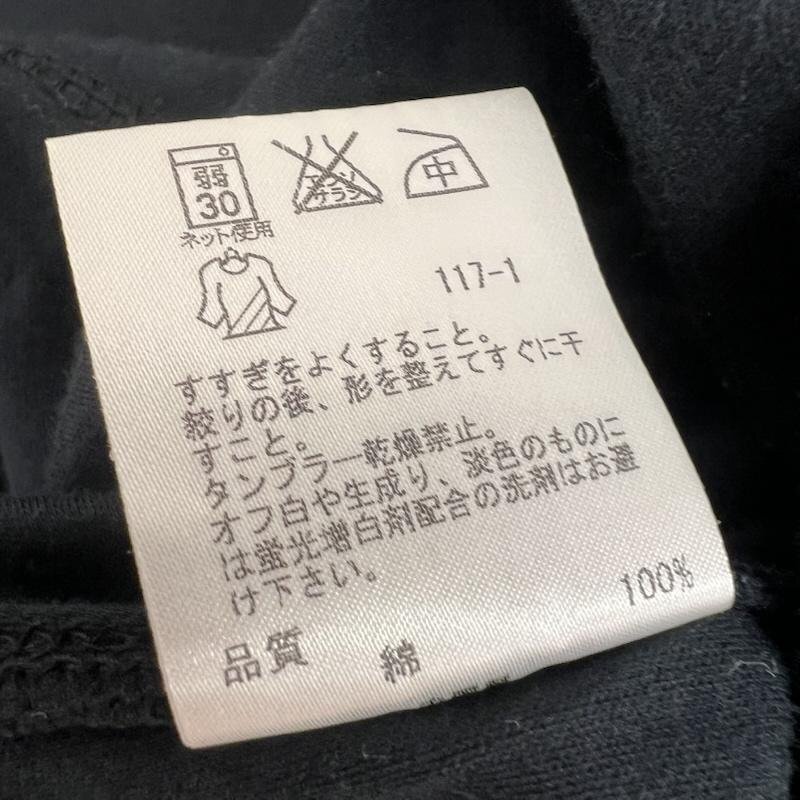 弱
30
ネット使用
エンソ
サラシ
中
117-1
すすぎをよくすること。
絞りの後、形を整えてすぐに干
すこと。
タンブラー乾燥禁止。
オフ白や生成り、淡色のものに
は蛍光増白剤配合の洗剤はお避
け下さい。
品質 綿 100%